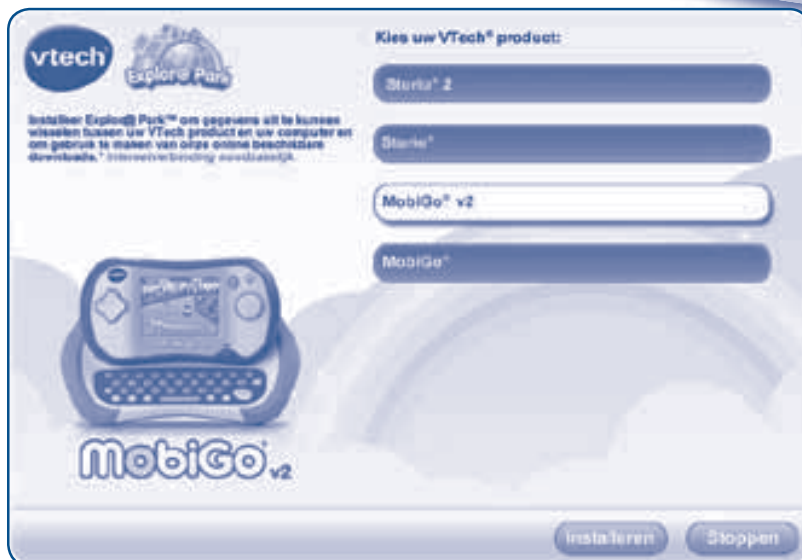 vtech
Explor@ Park
Installeer Explor@ Park™ om gegevens uit te kunnen
wisselen tussen uw VTech product en uw computer en
om gebruik te maken van onze online beschikbare
downloads.* Internetverbinding noodzakelijk.
MobiGo® v2
Kies uw VTech® product:
Storio® 2
Storio®
MobiGo® v2
MobiGo®
Installeren
Stoppen